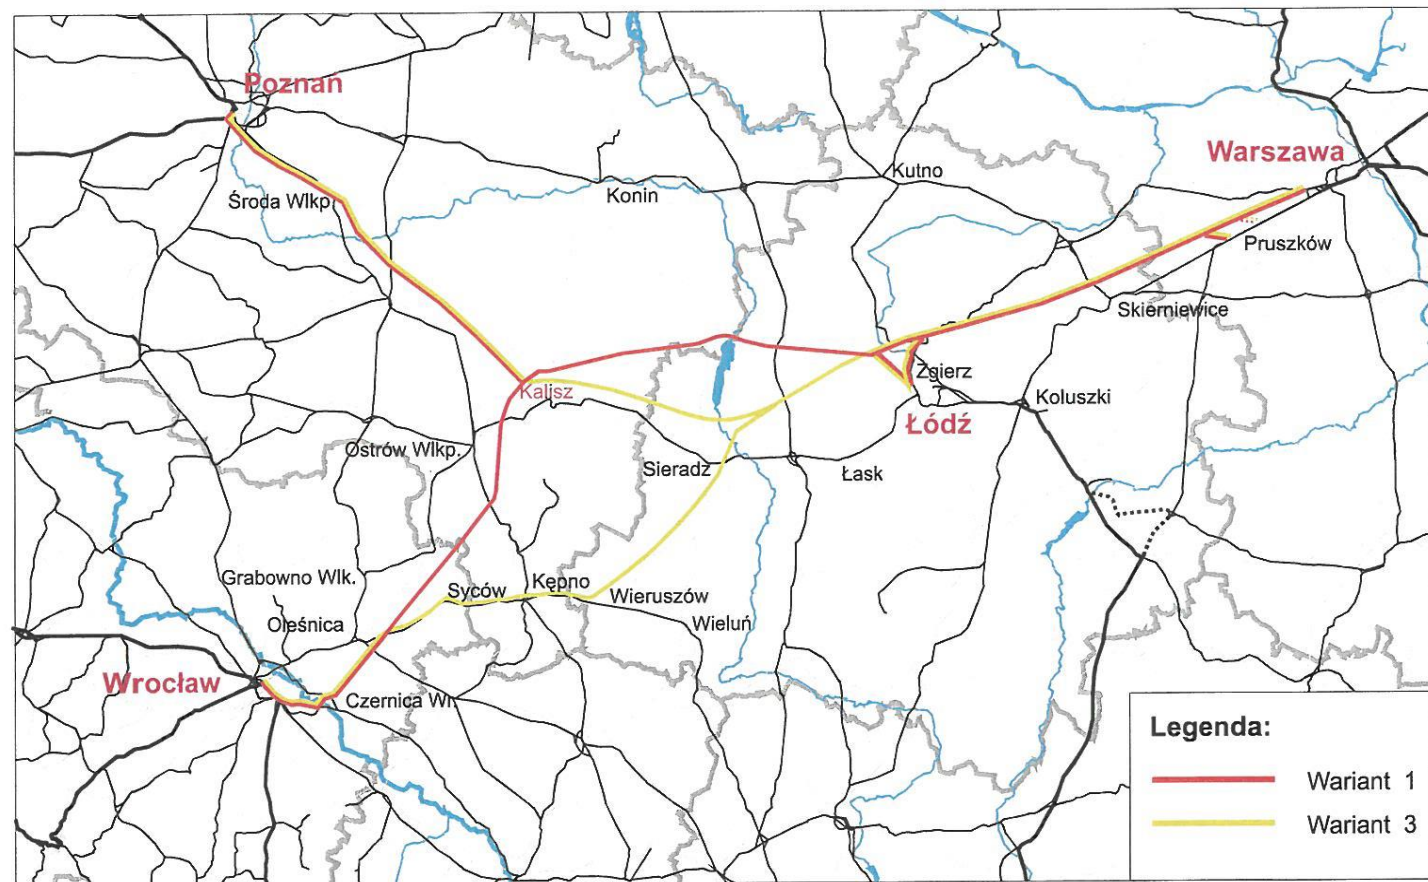 Poznań
Warszawa
Kutno
Środa Wlkp
Konin
Pruszków
Skierniewice
Zgierz
Kalisz
Koluszki
Łódź
Ostrów Wlkp.
Sieradz
Łask
Grabowno Wlk.
Syców
Kępno
Wieruszów
Oleśnica
Wieluń
Wrocław
Czernica Wr.
Legenda:
Wariant 1
Wariant 3